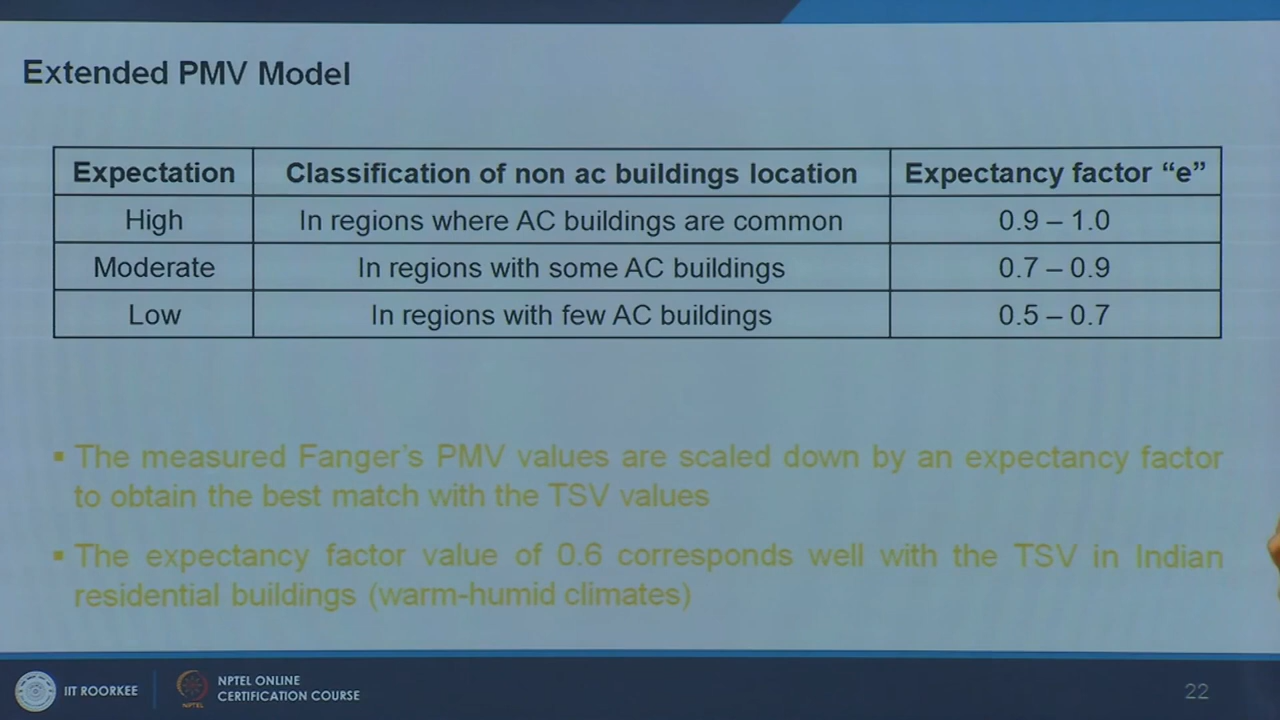 Extended PMV Model
Expectation Classification of non ac buildings location Expectancy factor “e”
High In regions where AC buildings are common 0.9 – 1.0
Moderate In regions with some AC buildings 0.7 – 0.9
Low In regions with few AC buildings 0.5 – 0.7
▪ The measured Fanger’s PMV values are scaled down by an expectancy factor
to obtain the best match with the TSV values
▪ The expectancy factor value of 0.6 corresponds well with the TSV in Indian
residential buildings (warm-humid climates)
IIT ROORKEE
NPTEL
NPTEL ONLINE
CERTIFICATION COURSE
22